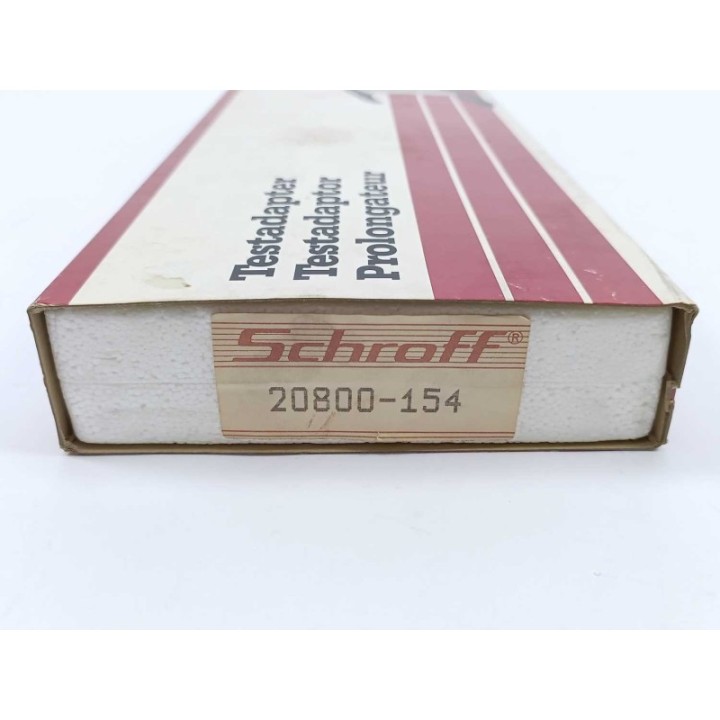 Testadapter
Testadaptor
Prolongateur
Schroff®
20800-154